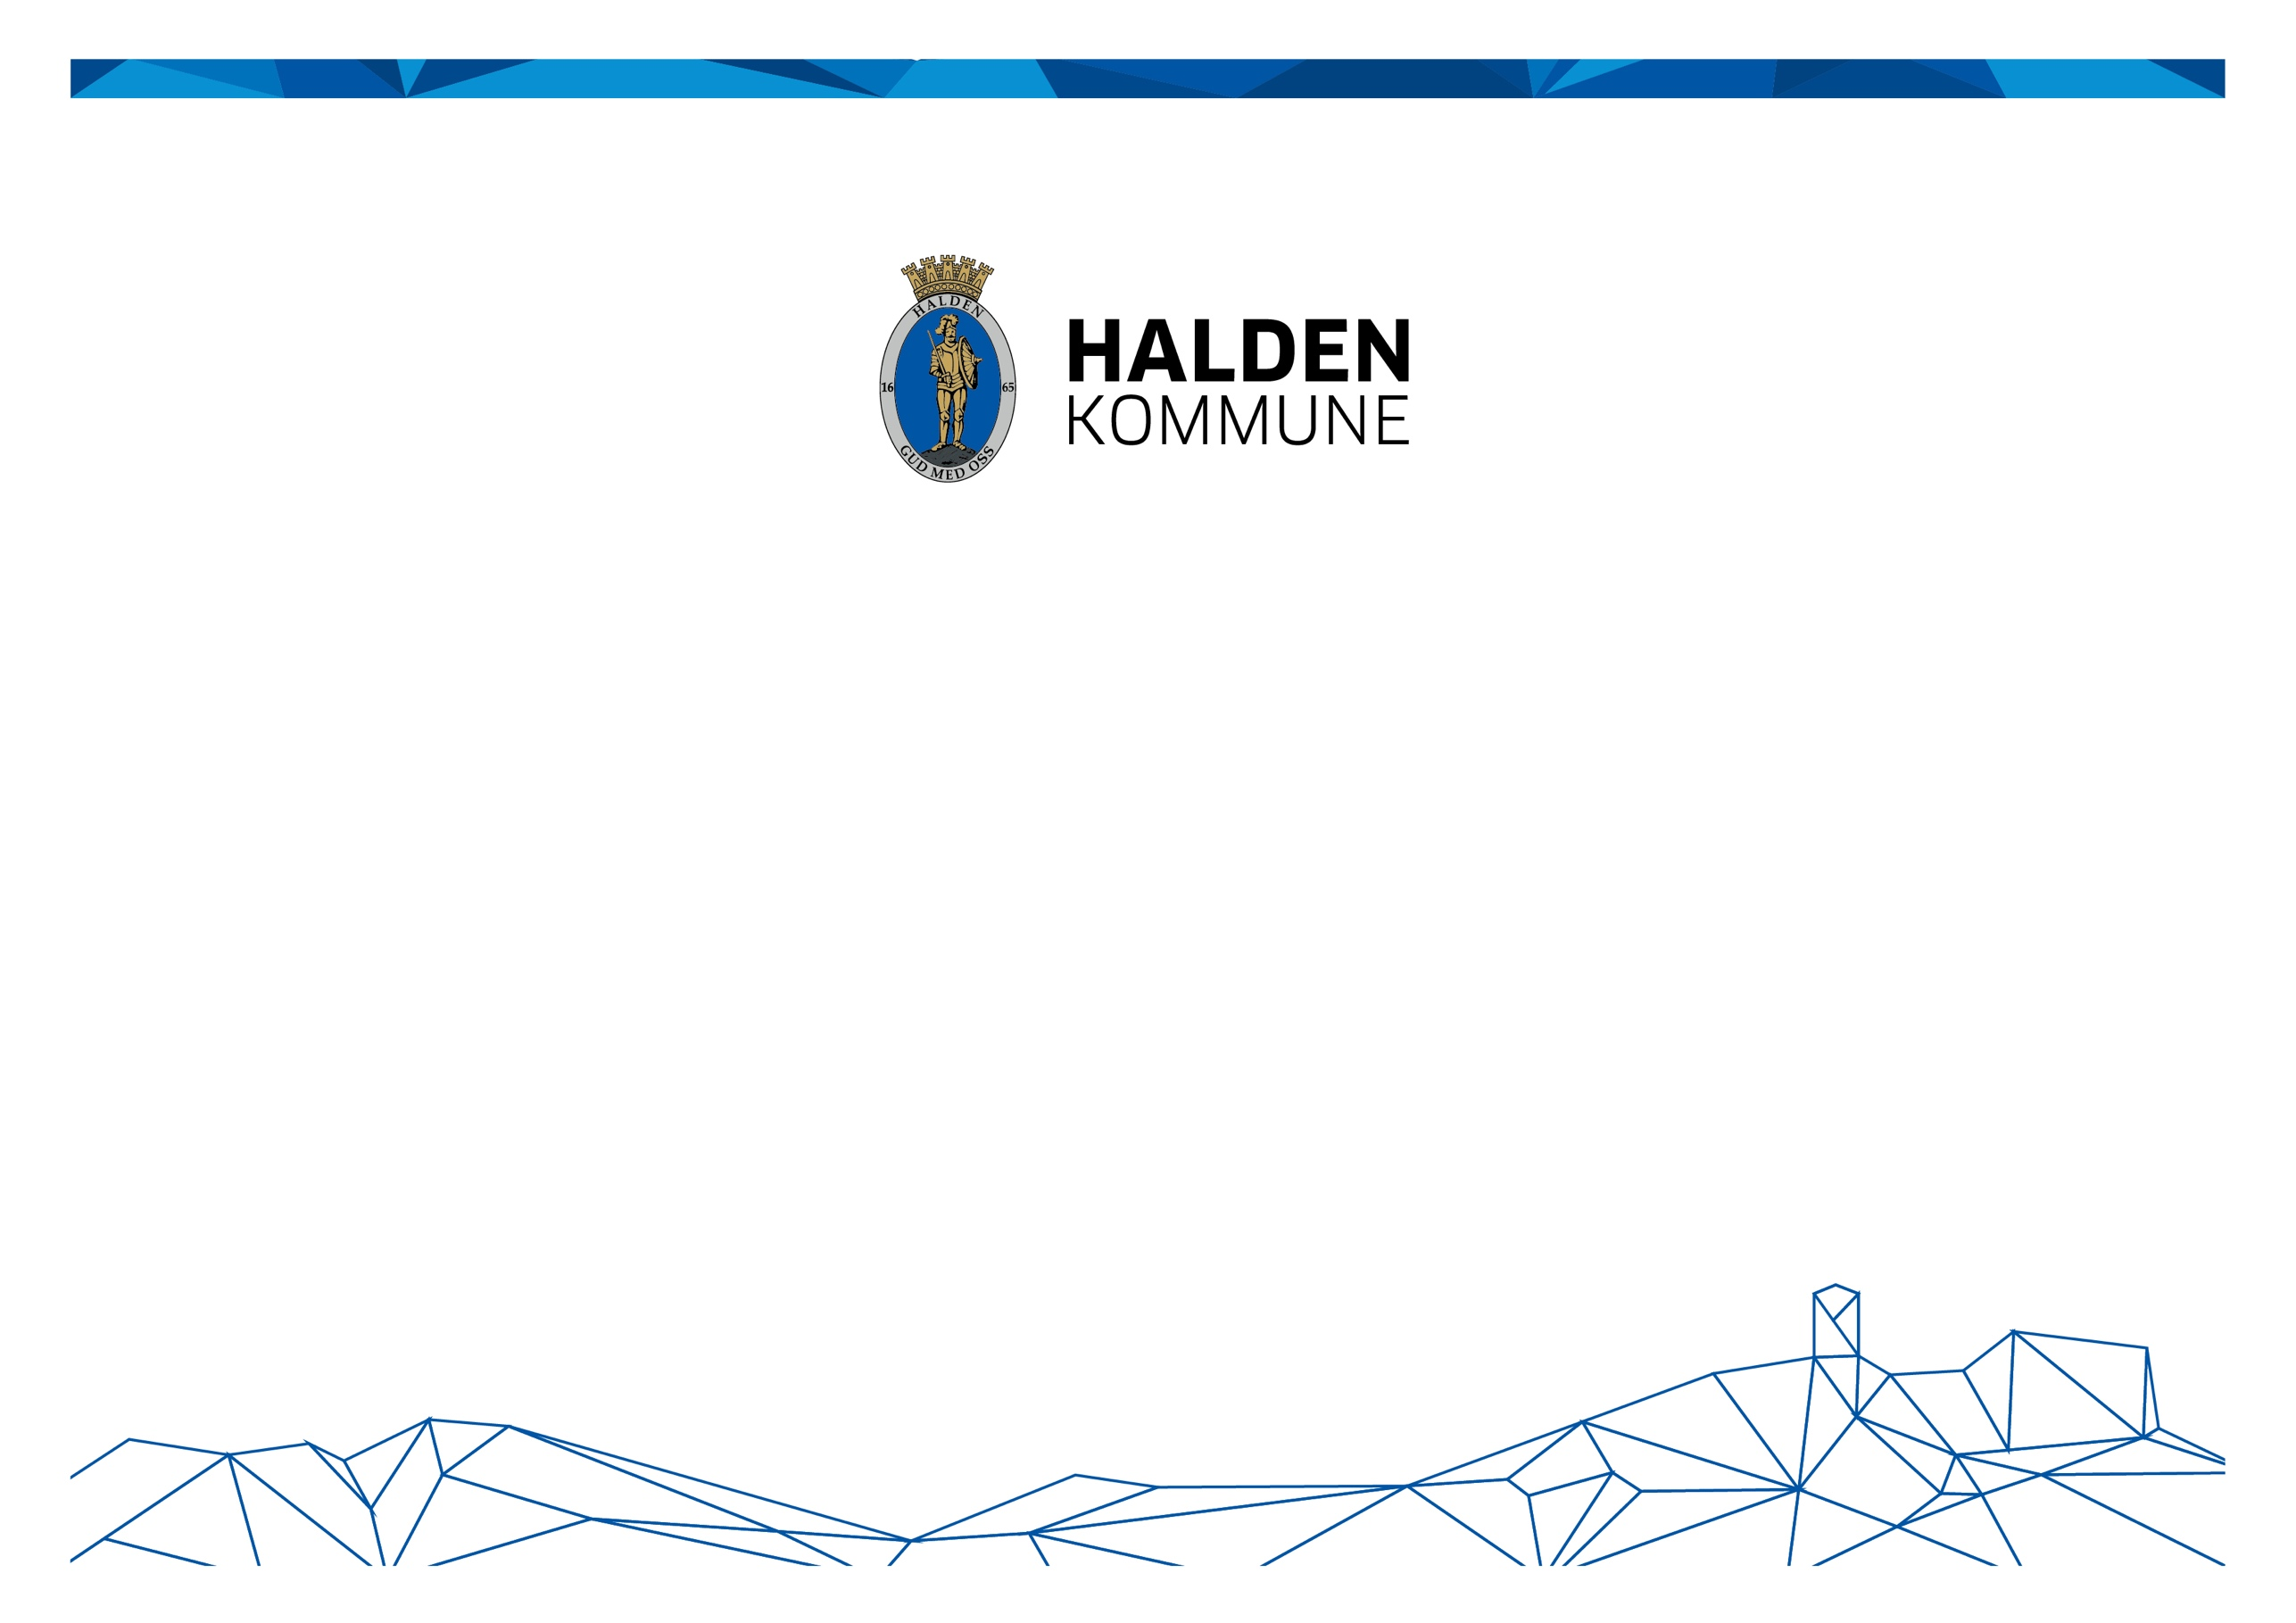 HALDEN
16 65
GUD MED OSS
HALDEN
KOMMUNE